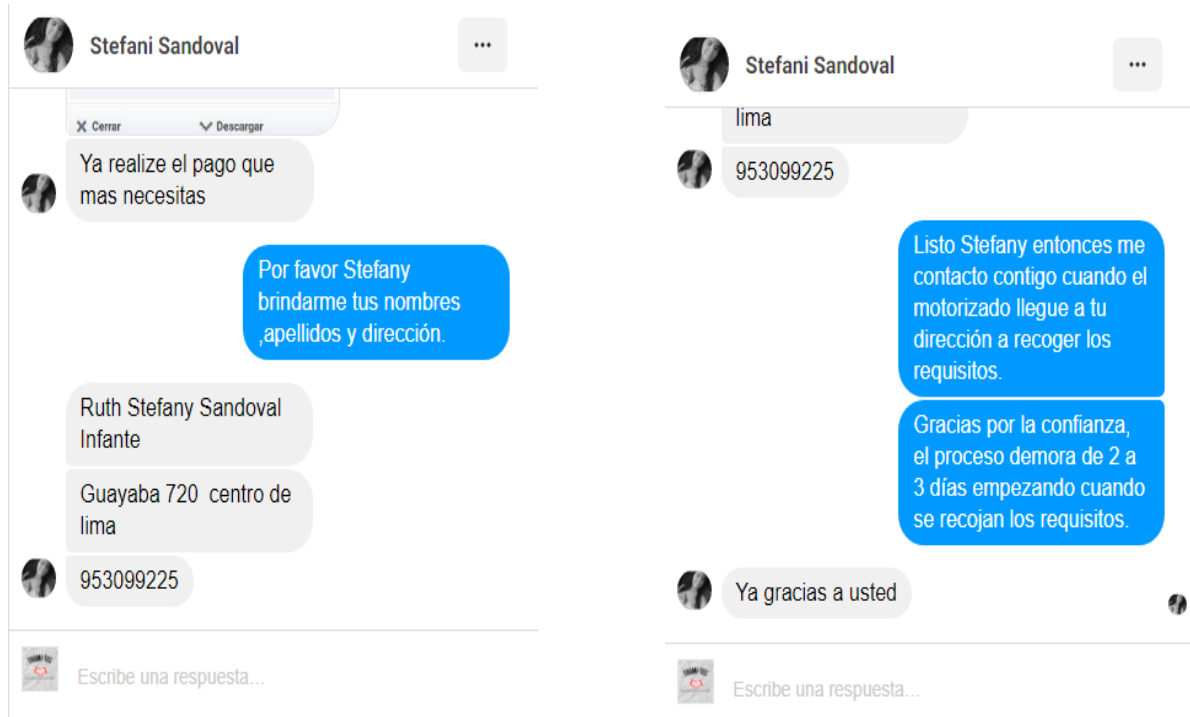 Stefani Sandoval
...
Cerrar
Descargar
Ya realize el pago que
mas necesitas
Por favor Stefany
brindarme tus nombres
,apellidos y dirección.
Ruth Stefany Sandoval
Infante
Guayaba 720 centro de
lima
953099225
Escribe una respuesta...
Stefani Sandoval
...
lima
953099225
Listo Stefany entonces me
contacto contigo cuando el
motorizado llegue a tu
dirección a recoger los
requisitos.
Gracias por la confianza,
el proceso demora de 2 a
3 días empezando cuando
se recojan los requisitos.
Ya gracias a usted
Escribe una respuesta...